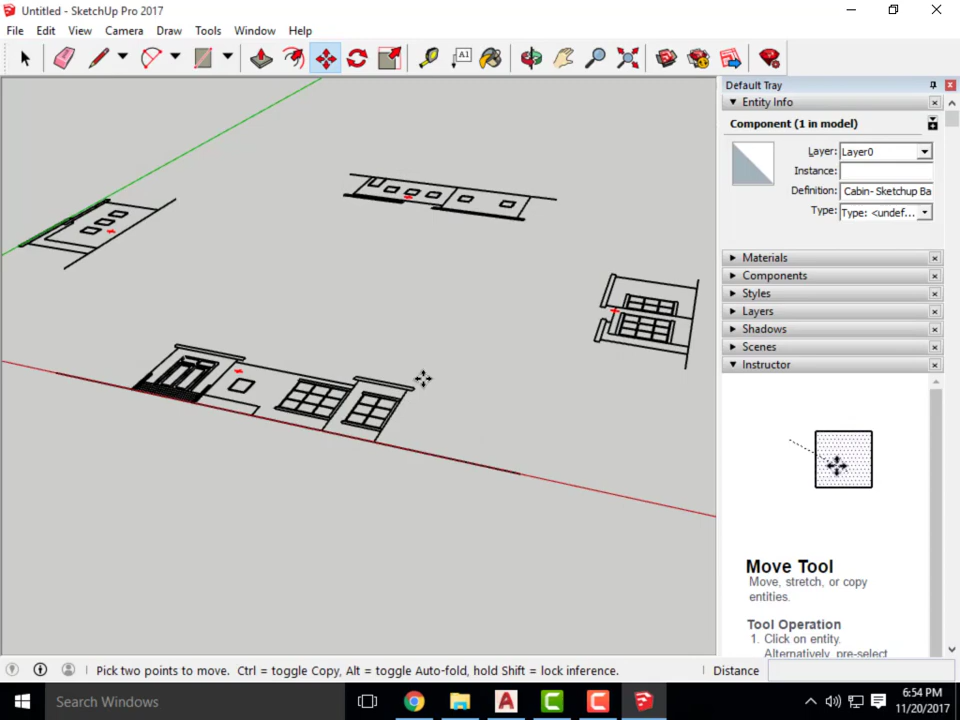 Untitled - SketchUp Pro 2017
File Edit View Camera Draw Tools Window Help
A1
Default Tray
Entity Info
Component (1 in model)
Layer: Layer0
Instance:
Definition: Cabin- Sketchup Ba
Type: Type: <undef...
Materials
Components
Styles
Layers
Shadows
Scenes
Instructor
Move Tool
Move, stretch, or copy
entities.
Tool Operation
1. Click on entity.
Alternatively, pre-select
Pick two points to move. Ctrl = toggle Copy, Alt = toggle Auto-fold, hold Shift = lock inference.
Distance
Search Windows
6:54 PM
11/20/2017